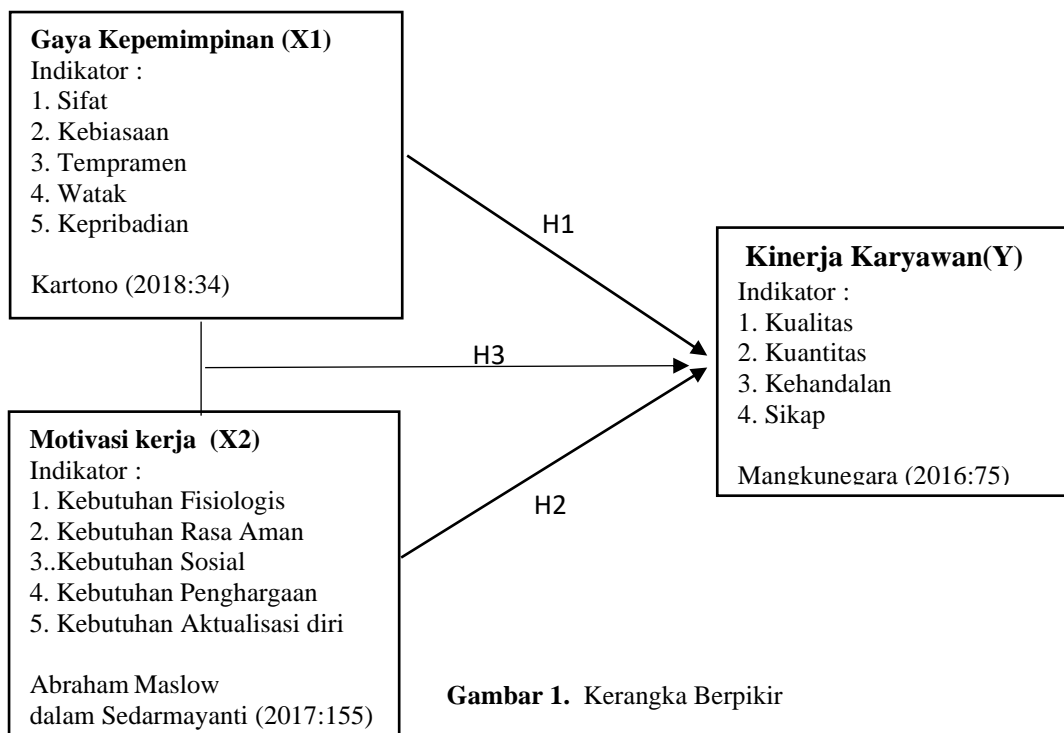 Gaya Kepemimpinan (X1)
Indikator :
1. Sifat
2. Kebiasaan
3. Tempramen
4. Watak
5. Kepribadian
Kartono (2018:34)
H1
Kinerja Karyawan(Y)
Indikator :
1. Kualitas
2. Kuantitas
3. Kehandalan
4. Sikap
Mangkunegara (2016:75)
H3
Motivasi kerja (X2)
Indikator :
1. Kebutuhan Fisiologis
2. Kebutuhan Rasa Aman
3..Kebutuhan Sosial
4. Kebutuhan Penghargaan
5. Kebutuhan Aktualisasi diri
Abraham Maslow
dalam Sedarmayanti (2017:155)
H2
Gambar 1. Kerangka Berpikir